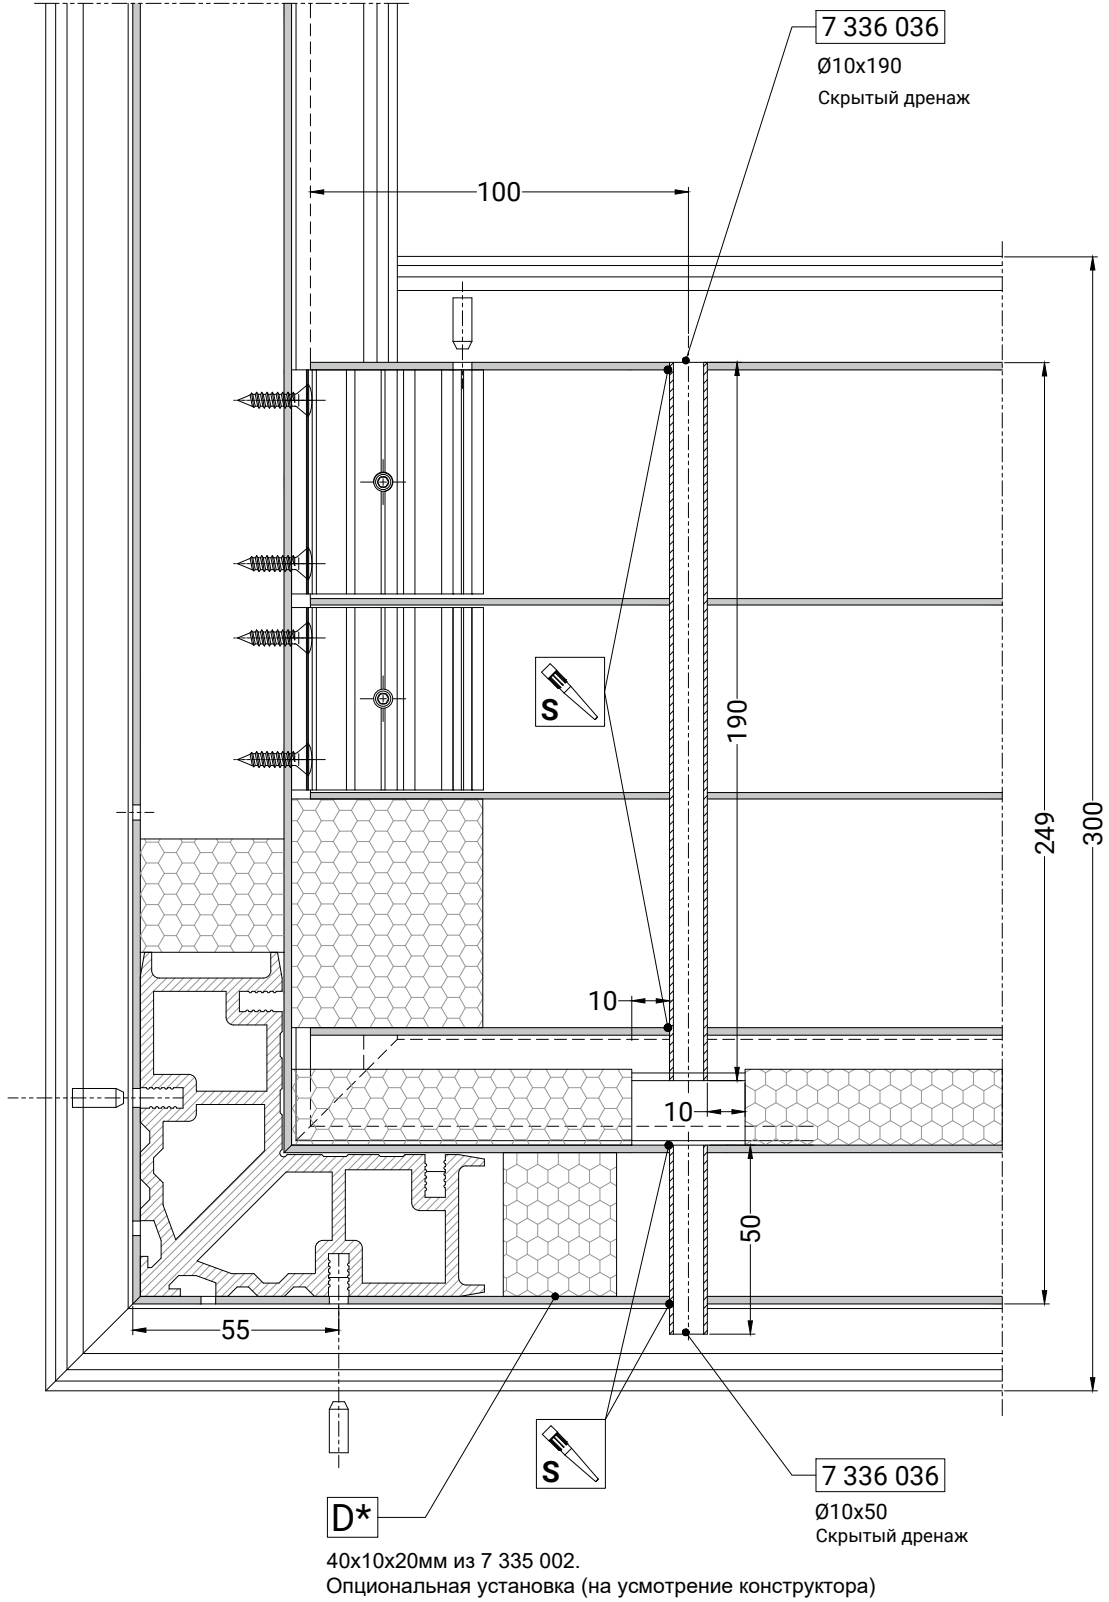 7 336 036
Ø10x190
Скрытый дренаж
100
S
190
249
300
10
10
50
55
S
7 336 036
Ø10x50
Скрытый дренаж
D*
40х10х20мм из 7 335 002.
Опциональная установка (на усмотрение конструктора)